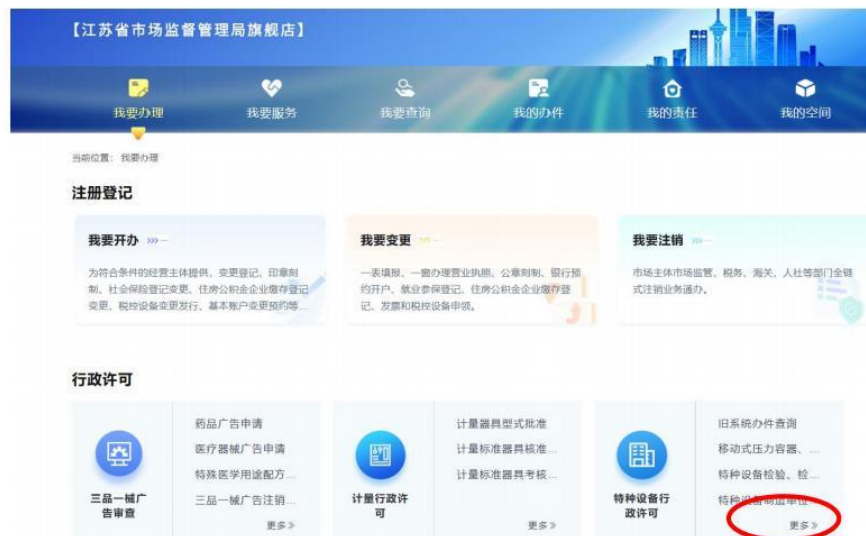 【江苏省市场监督管理局旗舰店】
我要办理
我要服务
我要查询
我的办件
我的责任
我的空间
当前位置： 我要办理
注册登记
我要开办
为符合条件的经营主体提供，变更登记、印章刻
制、社会保险登记变更、住房公积金企业缴存登记
变更、税控设备变更发行、基本账户变更预约等...
我要变更
一表填报、一窗办理营业执照、公章刻制、银行预
约开户、就业参保登记、住房公积金企业缴存登
记、发票和税控设备申领。
我要注销
市场主体市场监管、税务、海关、人社等部门全链
式注销业务通办。
行政许可
三品一械广
告审查
药品广告申请
医疗器械广告申请
特殊医学用途配方...
三品一械广告注销...
更多》
计量行政许
可
计量器具型式批准
计量标准器具核准...
计量标准器具考核...
更多》
特种设备行
政许可
旧系统办件查询
移动式压力容器、...
特种设备检验、检...
特种设备制造单位...
更多》